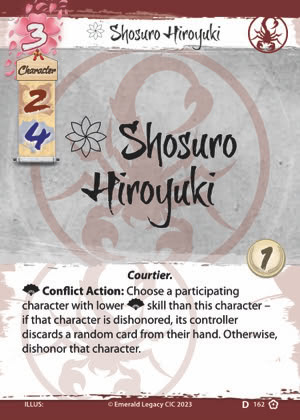 3
Shosuro Hiroyuki
Character
2
4
Shosuro
Hiroyuki
1
Courtier.
Conflict Action: Choose a participating
character with lower skill than this character –
if that character is dishonored, its controller
discards a random card from their hand. Otherwise,
dishonor that character.
ILLUS: © Emerald Legacy CIC 2023 D 162